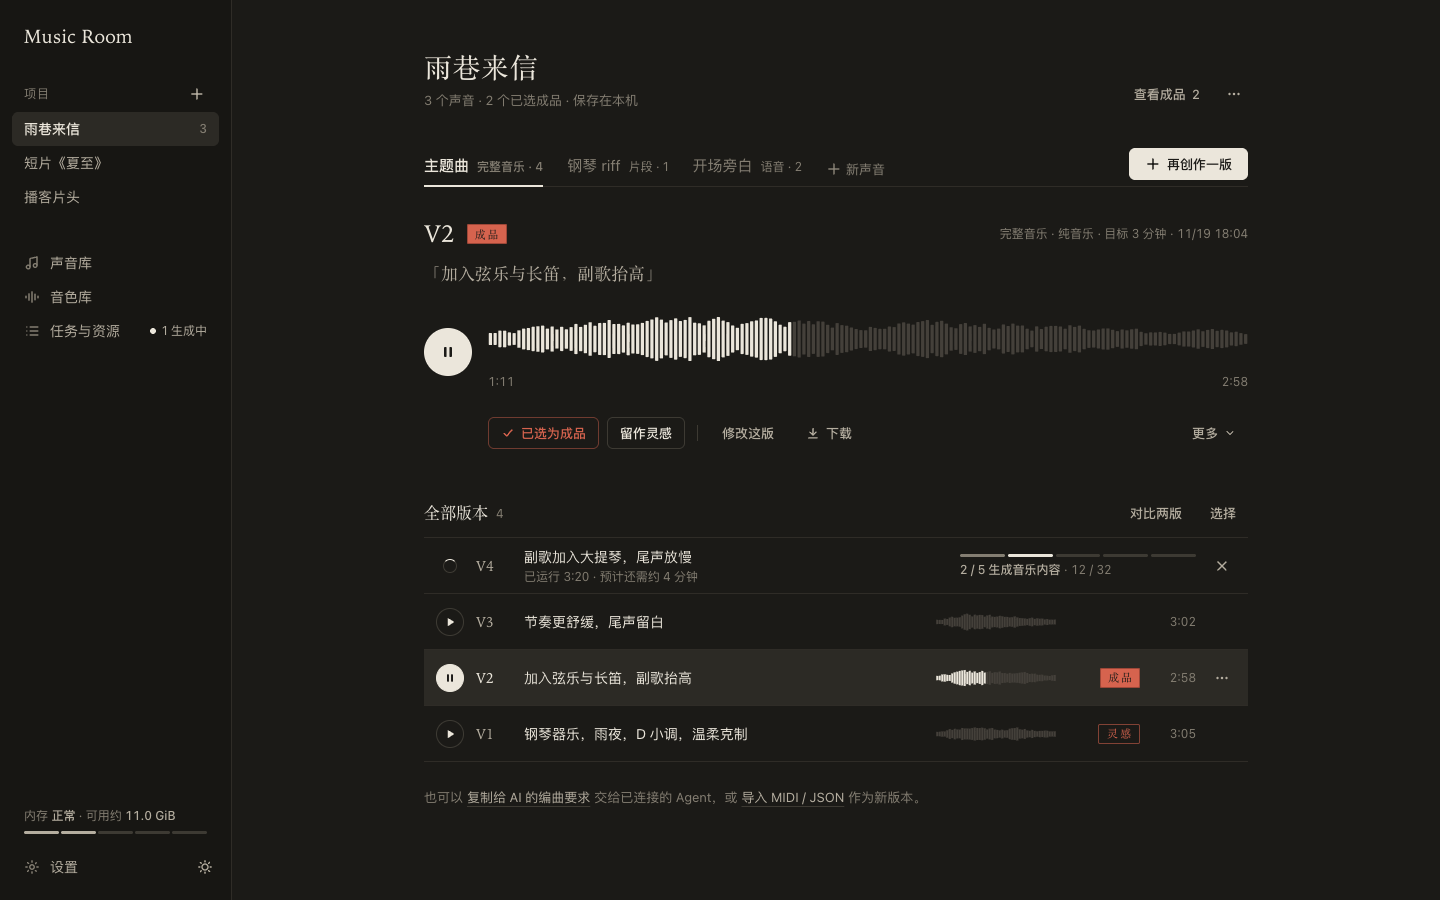 Music Room
项目
雨巷来信 3
短片《夏至》
播客片头
声音库
音色库
任务与资源 1 生成中
内存 正常 · 可用约 11.0 GiB
设置
雨巷来信
3 个声音 · 2 个已选成品 · 保存在本机
查看成品 2
主题曲 完整音乐 · 4 钢琴 riff 片段 · 1 开场旁白 语音 · 2 新声音
再创作一版
V2 成品
完整音乐 · 纯音乐 · 目标 3 分钟 · 11/19 18:04
「加入弦乐与长笛，副歌抬高」
1:11 2:58
已选为成品 留作灵感 修改这版 下载 更多
全部版本 4
对比两版 选择
V4 副歌加入大提琴，尾声放慢
已运行 3:20 · 预计还需约 4 分钟
2 / 5 生成音乐内容 · 12 / 32
V3 节奏更舒缓，尾声留白 3:02
V2 加入弦乐与长笛，副歌抬高 成品 2:58
V1 钢琴器乐，雨夜，D 小调，温柔克制 灵感 3:05
也可以 复制给 AI 的编曲要求 交给已连接的 Agent，或 导入 MIDI / JSON 作为新版本。